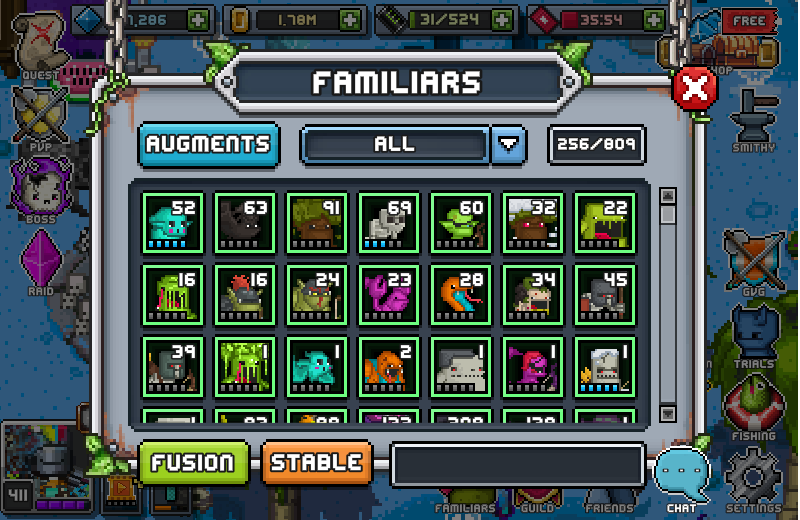 7,286
1.78M
31/524
35:54
FREE
QUEST
FAMILIARS
HOP
AUGMENTS
ALL
256/809
PVP
SMITHY
52 63 91 69 60 32 22
BOSS
16 16 24 23 28 34 45
RAID
GVG
39 1 1 2 1 1 1
TRIALS
FISHING
FUSION
STABLE
411
FAMILIARS
GUILD
FRIENDS
CHAT
SETTINGS